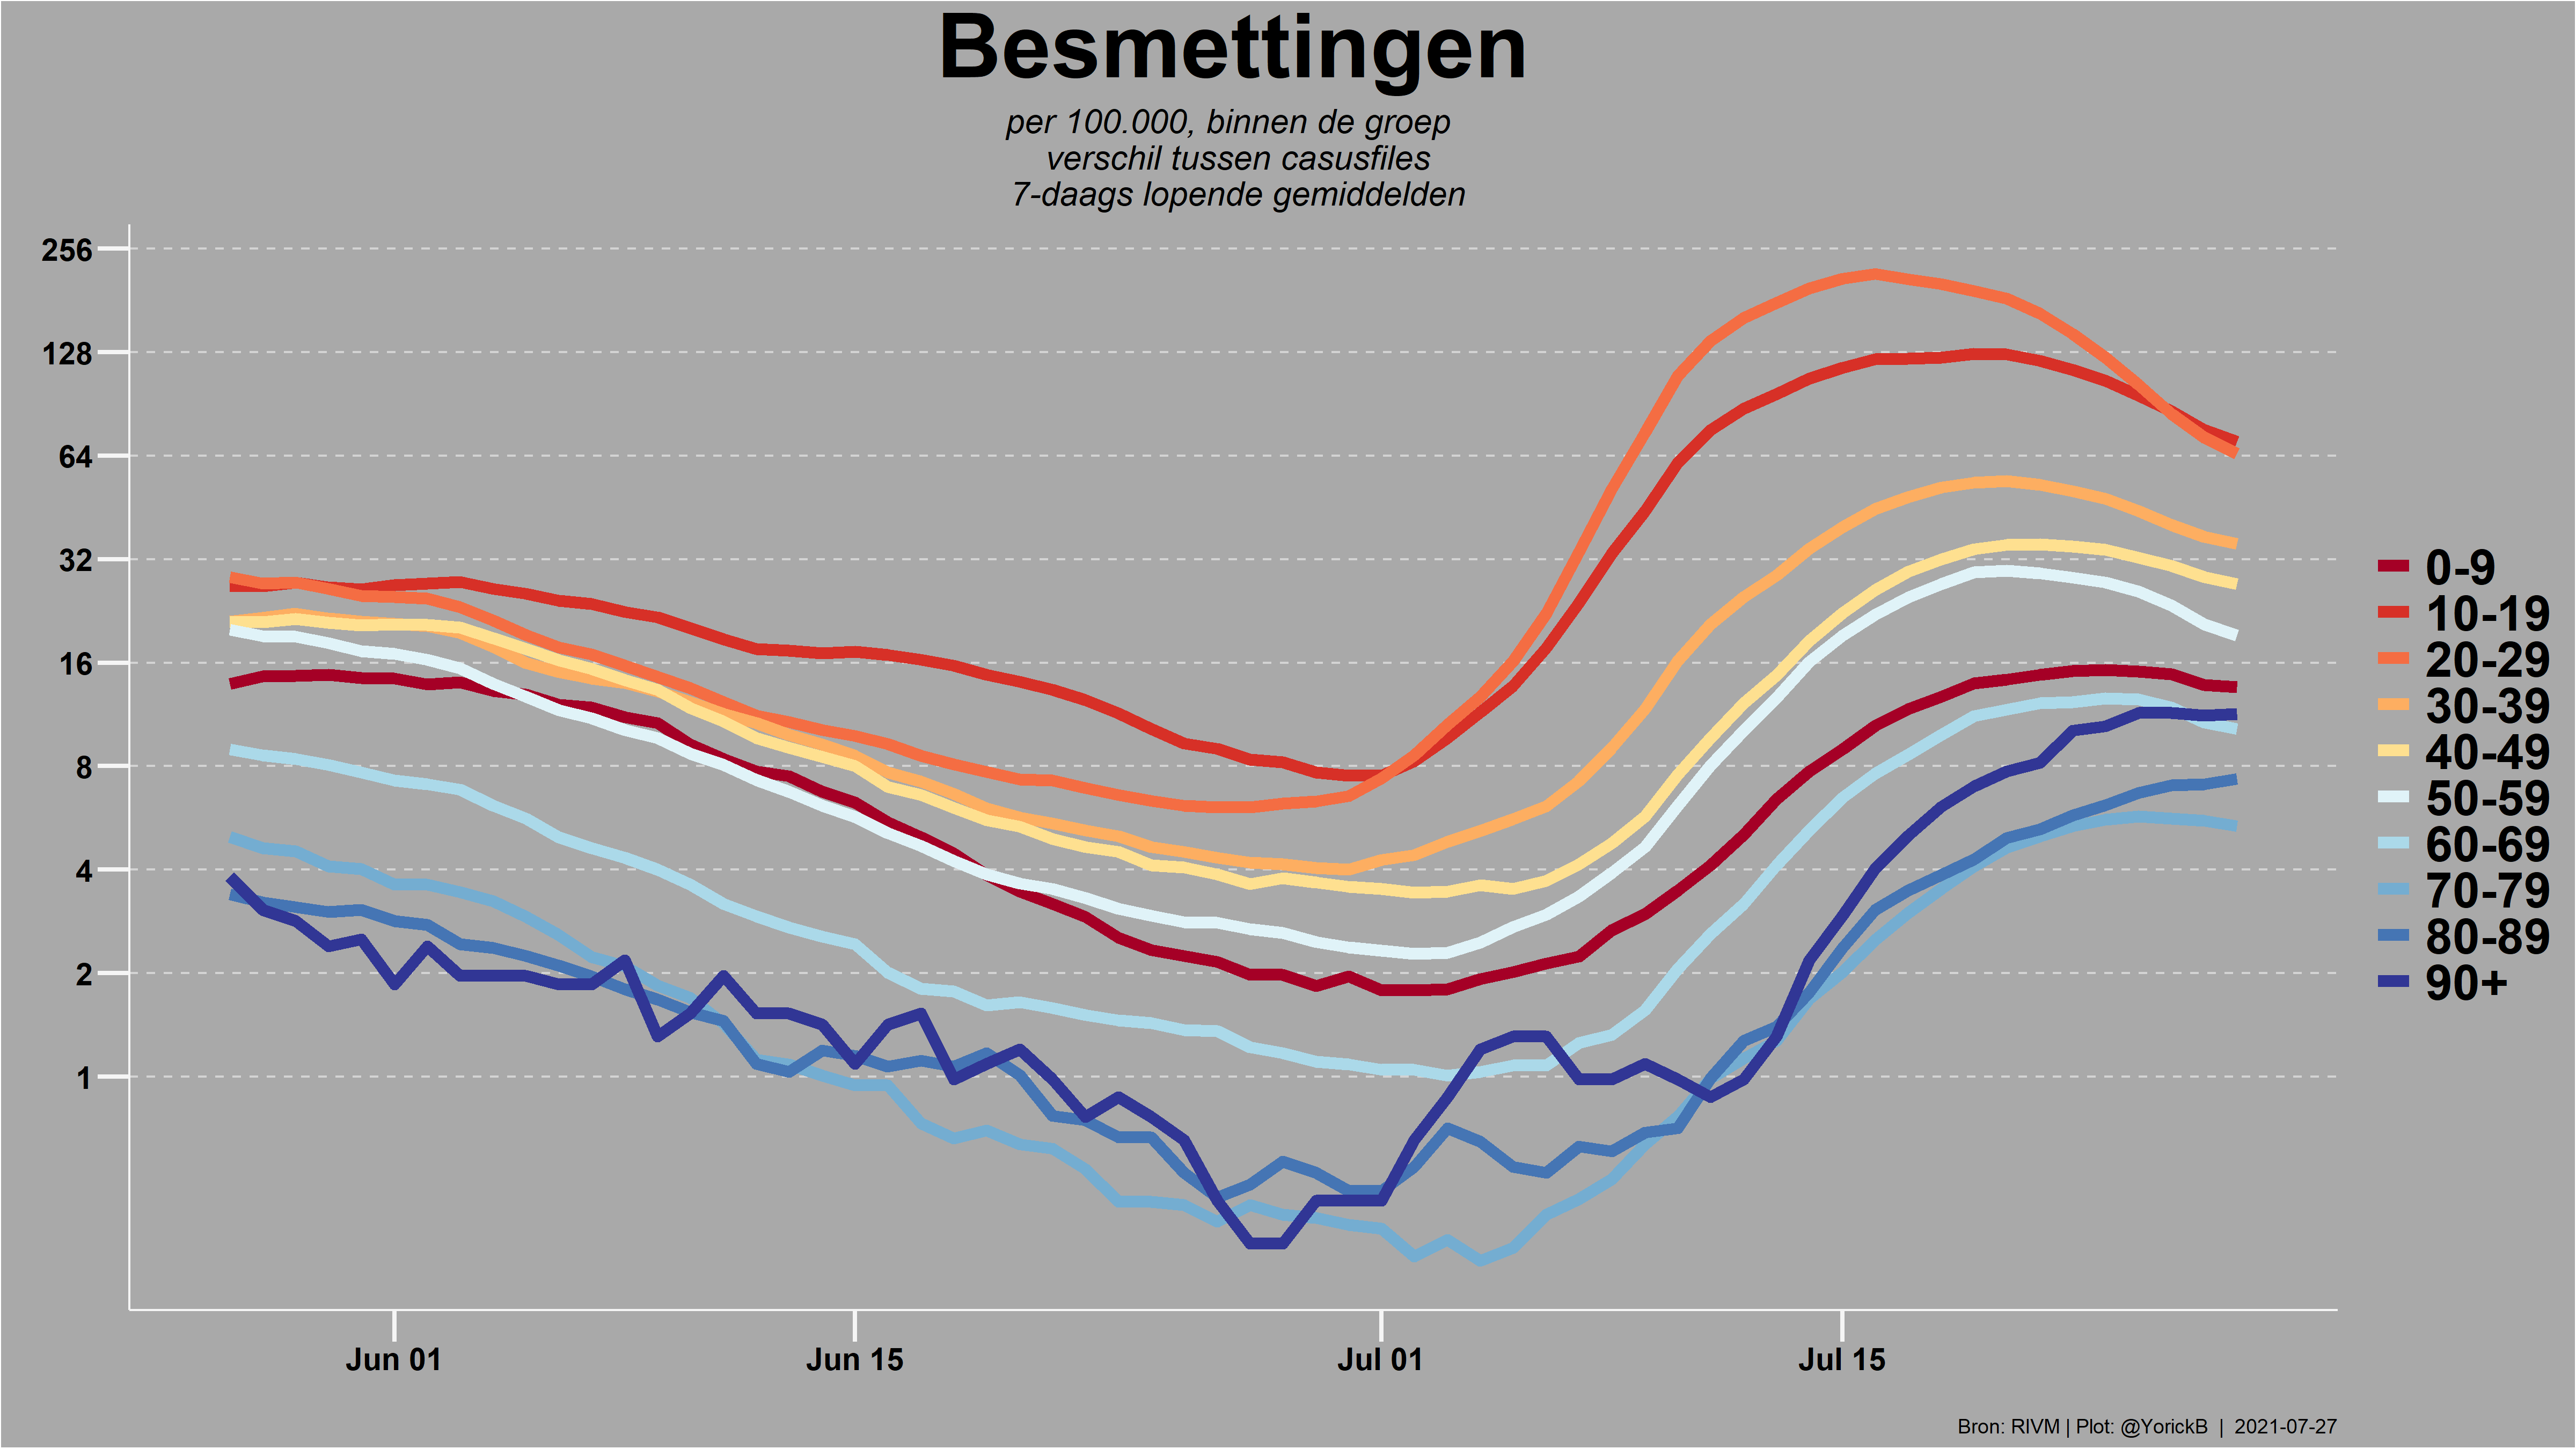 Besmettingen
per 100.000, binnen de groep
verschil tussen casusfiles
7-daags lopende gemiddelden
256
128
64
32
16
8
4
2
1
0-9
10-19
20-29
30-39
40-49
50-59
60-69
70-79
80-89
90+
Jun 01
Jun 15
Jul 01
Jul 15
Bron: RIVM | Plot: @YorickB | 2021-07-27